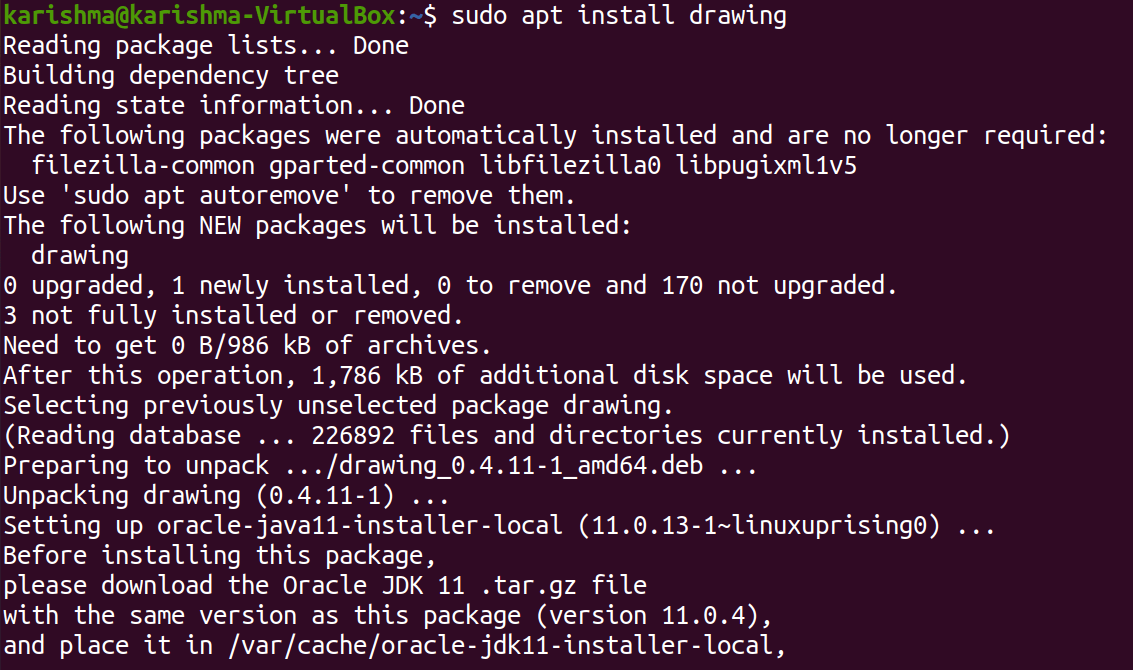 karishma@karishma-VirtualBox:~$ sudo apt install drawing
Reading package lists... Done
Building dependency tree
Reading state information... Done
The following packages were automatically installed and are no longer required:
  filezilla-common gparted-common libfilezilla0 libpugixml1v5
Use 'sudo apt autoremove' to remove them.
The following NEW packages will be installed:
  drawing
0 upgraded, 1 newly installed, 0 to remove and 170 not upgraded.
3 not fully installed or removed.
Need to get 0 B/986 kB of archives.
After this operation, 1,786 kB of additional disk space will be used.
Selecting previously unselected package drawing.
(Reading database ... 226892 files and directories currently installed.)
Preparing to unpack .../drawing_0.4.11-1_amd64.deb ...
Unpacking drawing (0.4.11-1) ...
Setting up oracle-java11-installer-local (11.0.13-1~linuxuprising0) ...
Before installing this package,
please download the Oracle JDK 11 .tar.gz file
with the same version as this package (version 11.0.4),
and place it in /var/cache/oracle-jdk11-installer-local,